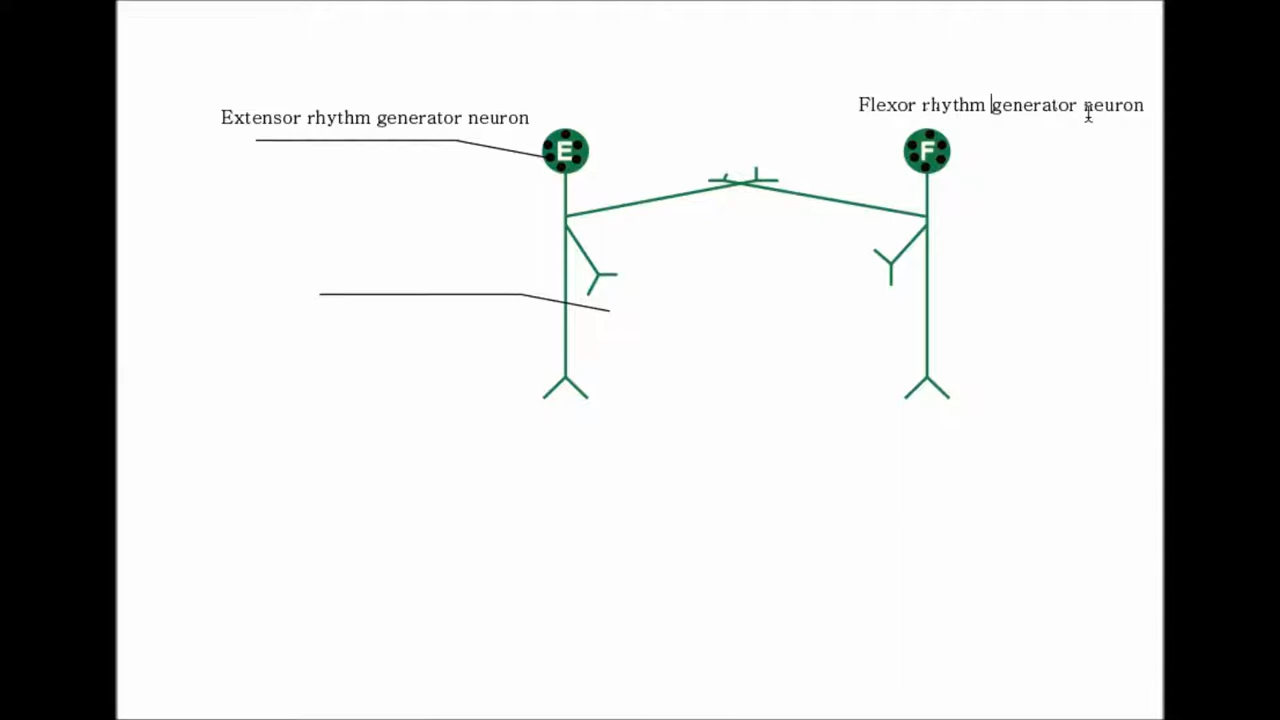 Flexor rhythm generator neuron
Extensor rhythm generator neuron
E
F